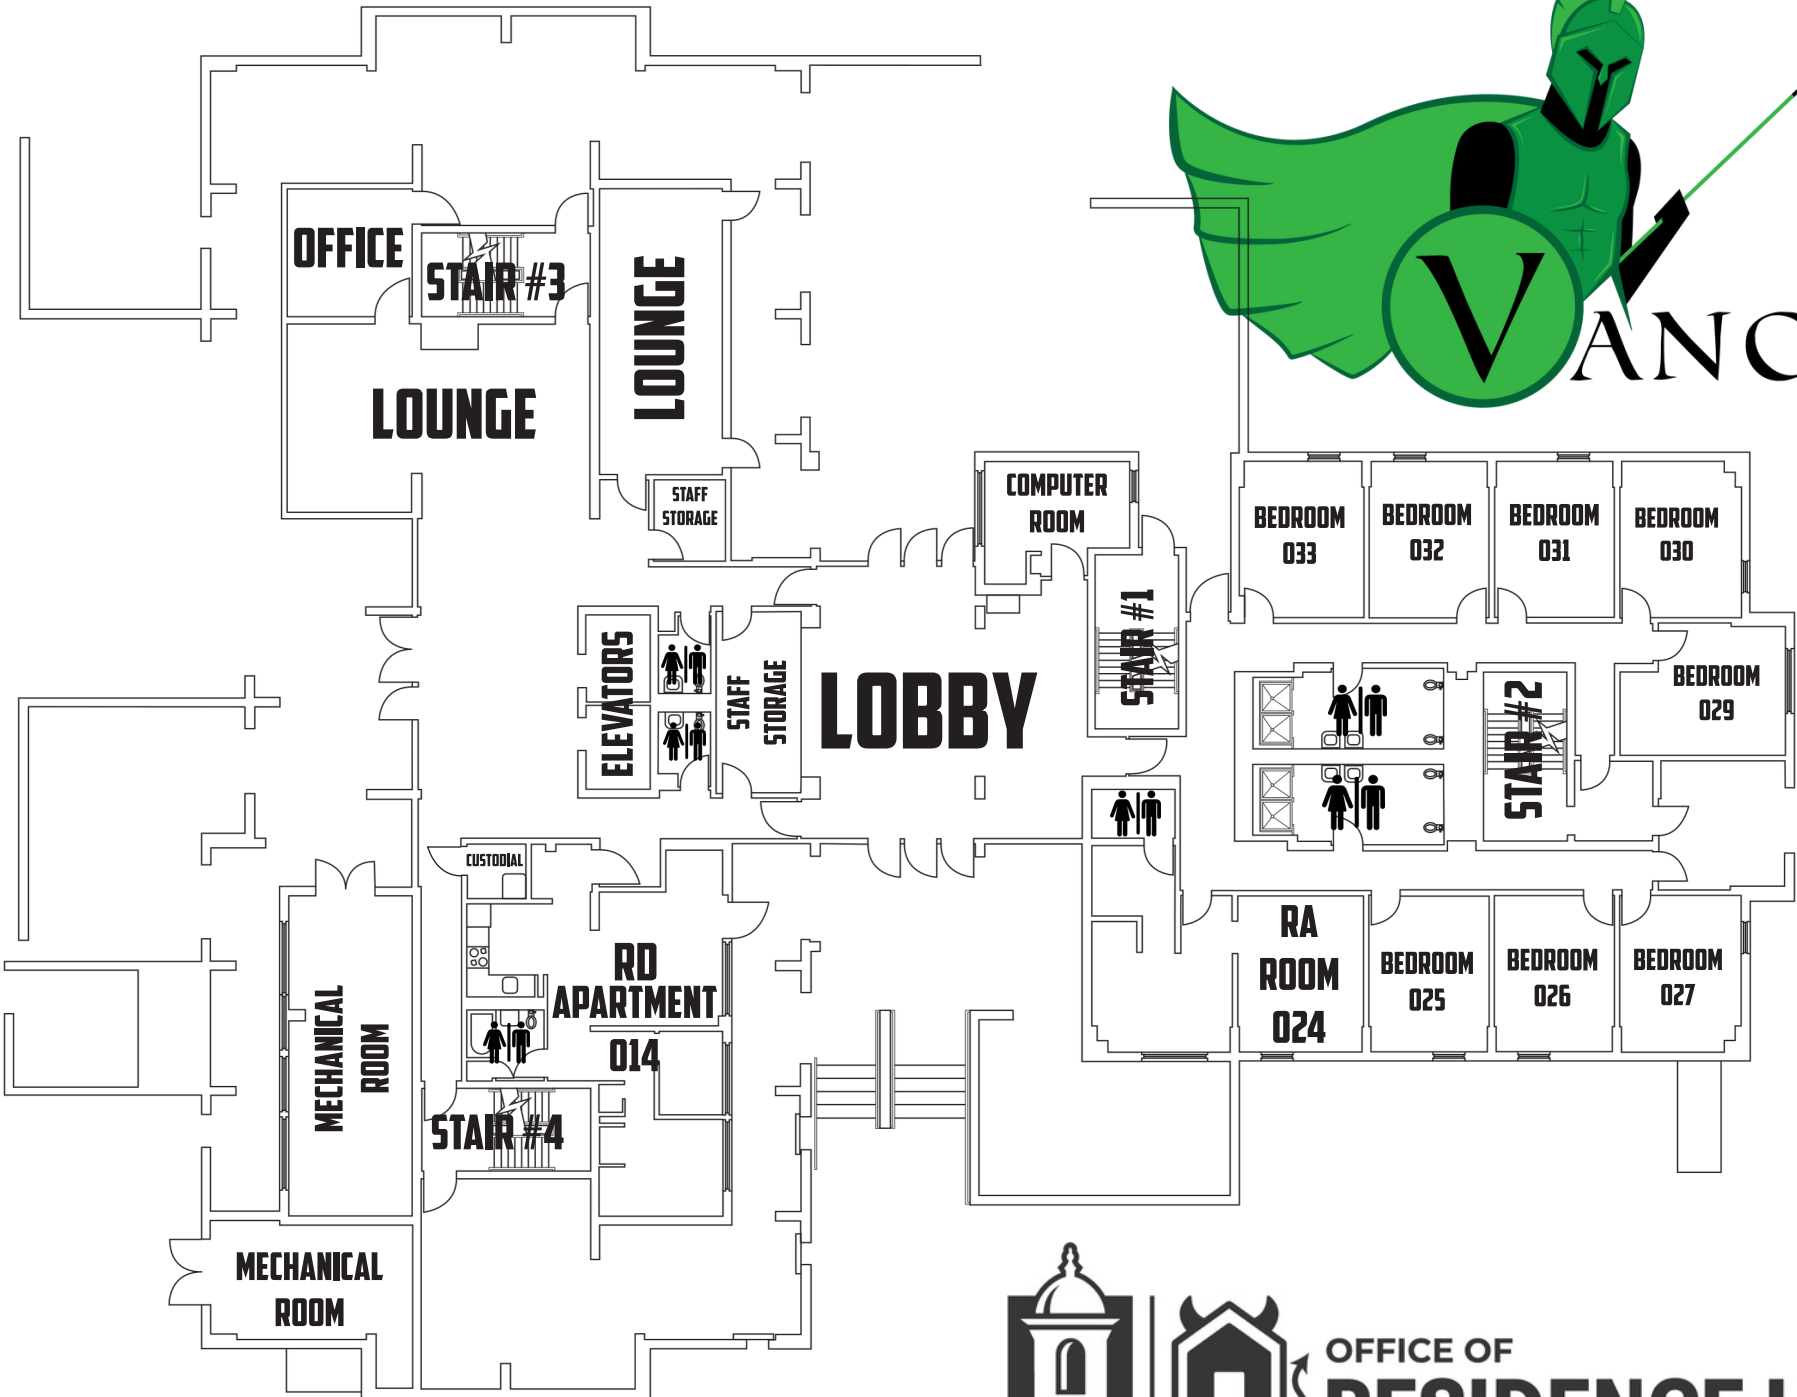 OFFICE
STAIR #3
LOUNGE
LOUNGE
STAFF
STORAGE
COMPUTER
ROOM
BEDROOM
033
BEDROOM
032
BEDROOM
031
BEDROOM
030
STAIR #1
ELEVATORS
STAFF
STORAGE
LOBBY
BEDROOM
029
STAIR #2
CUSTODIAL
RD
APARTMENT
014
RA
ROOM
024
BEDROOM
025
BEDROOM
026
BEDROOM
027
MECHANICAL
ROOM
STAIR #4
MECHANICAL
ROOM
V
OFFICE OF